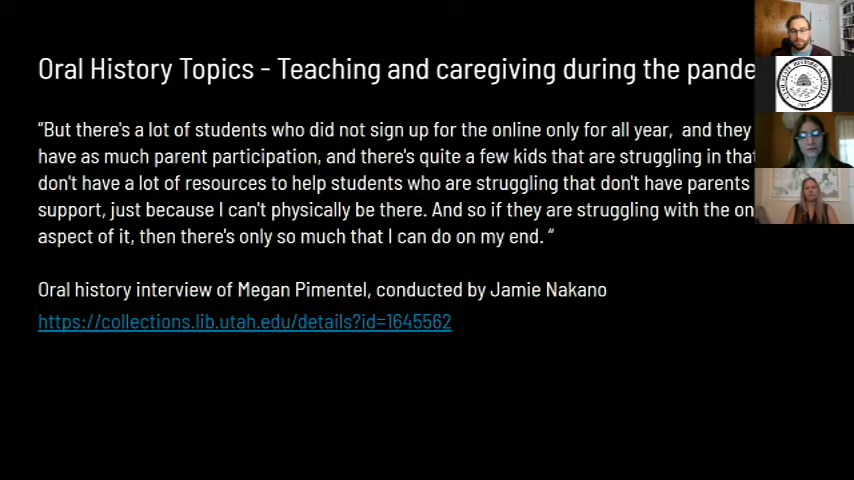 Oral History Topics - Teaching and caregiving during the pande
“But there's a lot of students who did not sign up for the online only for all year, and they
have as much parent participation, and there's quite a few kids that are struggling in that
don't have a lot of resources to help students who are struggling that don't have parents
support, just because I can't physically be there. And so if they are struggling with the on
aspect of it, then there's only so much that I can do on my end. “
Oral history interview of Megan Pimentel, conducted by Jamie Nakano
https://collections.lib.utah.edu/details?id=1645562